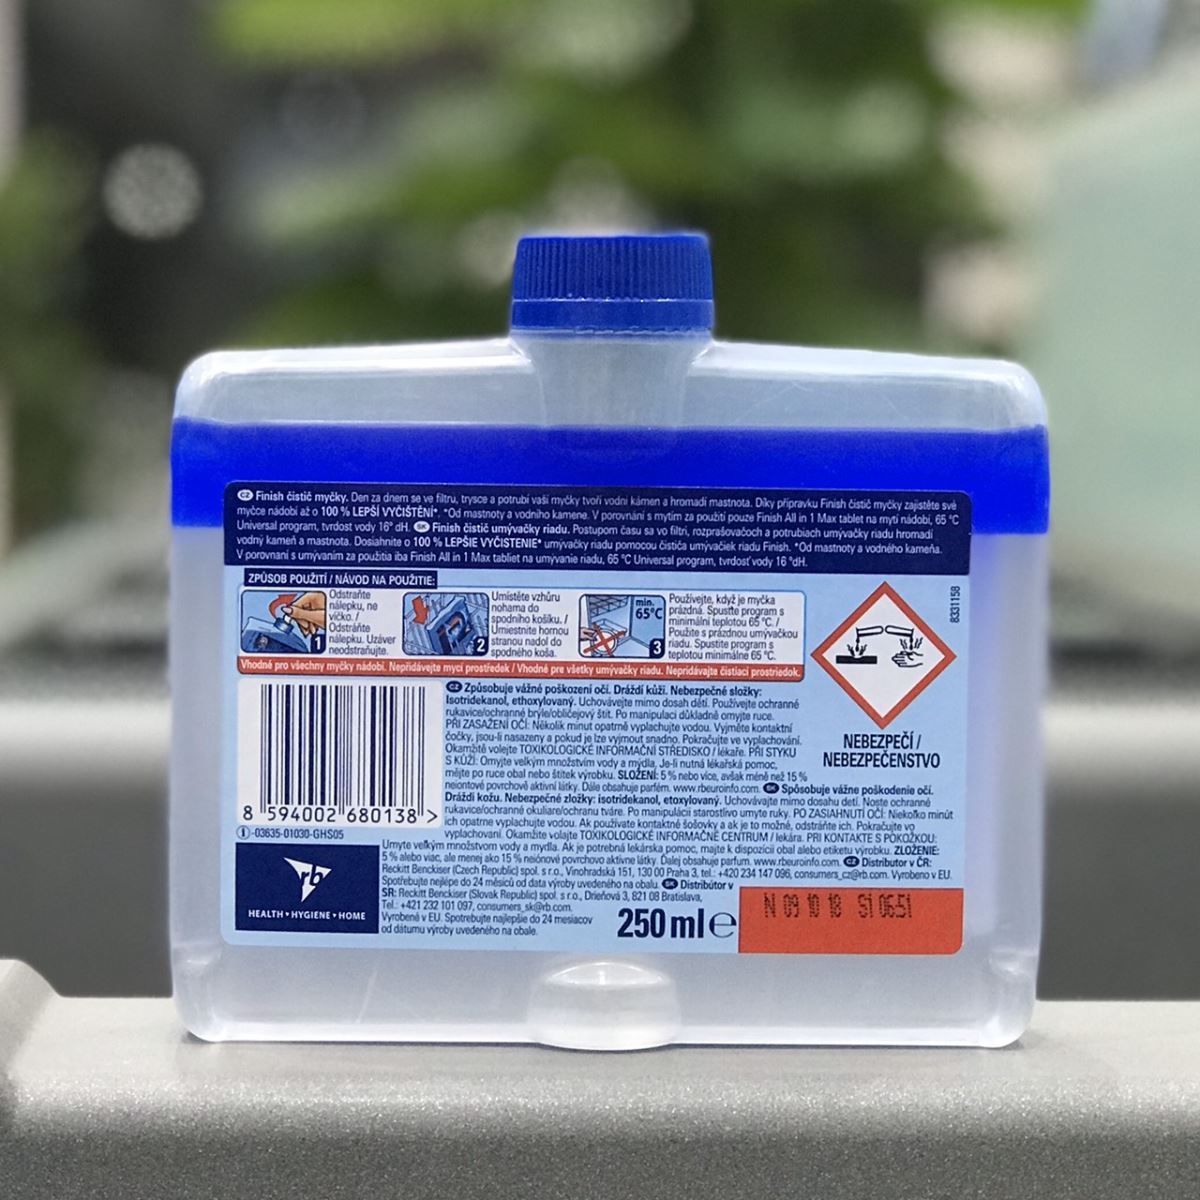 CZ Finish čistič myčky. Den za dnem se ve filtru, trysce a potrubí vaší myčky tvoří vodní kámen a hromadí mastnota. Díky přípravku Finish čistič myčky zajistěte své
myčce nádobí až o 100 % LEPŠÍ VYČIŠTĚNÍ*. *Od mastnoty a vodního kamene. V porovnání s mytím za použití pouze Finish All in 1 Max tablet na mytí nádobí, 65 °C
Universal program, tvrdost vody 16° dH. SK Finish čistič umývačky riadu. Postupom času sa vo filtri, rozprašovačoch a potrubiach umývačky riadu hromadí
vodný kameň a mastnota. Dosiahnite o 100 % LEPŠIE VYČISTENIE* umývačky riadu pomocou čističa umývačiek riadu Finish. *Od mastnoty a vodného kameňa.
V porovnaní s umývaním za použitia iba Finish All in 1 Max tabliet na umývanie riadu, 65 °C Universal program, tvrdosť vody 16 °dH.
ZPŮSOB POUŽITÍ / NÁVOD NA POUŽITIE:
Odstraňte
nálepku, ne
víčko. /
Odstráňte
nálepku. Uzáver
neodstraňujte.
1
Umístěte vzhůru
nohama do
spodního košíku. /
Umiestnite hornou
stranou nadol do
spodného koša.
2
min.
65°C
3
Používejte, když je myčka
prázdná. Spusťte program s
minimální teplotou 65 °C. /
Použite s prázdnou umývačkou
riadu. Spustite program s
teplotou minimálne 65 °C.
Vhodné pro všechny myčky nádobí. Nepřidávejte mycí prostředek / Vhodné pre všetky umývačky riadu. Nepridávajte čistiaci prostriedok.
8331158
NEBEZPEČÍ /
NEBEZPEČENSTVO
CZ Způsobuje vážné poškození očí. Dráždí kůži. Nebezpečné složky:
Isotridekanol, ethoxylovaný. Uchovávejte mimo dosah dětí. Používejte ochranné
rukavice/ochranné brýle/obličejový štít. Po manipulaci důkladně omyjte ruce.
PŘI ZASAŽENÍ OČÍ: Několik minut opatrně vyplachujte vodou. Vyjměte kontaktní
čočky, jsou-li nasazeny a pokud je lze vyjmout snadno. Pokračujte ve vyplachování.
Okamžitě volejte TOXIKOLOGICKÉ INFORMAČNÍ STŘEDISKO / lékaře. PŘI STYKU
S KŮŽÍ: Omyjte velkým množstvím vody a mýdla. Je-li nutná lékařská pomoc,
mějte po ruce obal nebo štítek výrobku. SLOŽENÍ: 5 % nebo více, avšak méně než 15 %
neiontové povrchově aktivní látky. Dále obsahuje parfém. www.rbeuroinfo.com. SK Spôsobuje vážne poškodenie očí.
Dráždi kožu. Nebezpečné zložky: isotridekanol, etoxylovaný. Uchovávajte mimo dosahu detí. Noste ochranné
rukavice/ochranné okuliare/ochranu tváre. Po manipulácii starostlivo umyte ruky. PO ZASIAHNUTÍ OČÍ: Niekoľko minút
ich opatrne vyplachujte vodou. Ak používate kontaktné šošovky a ak je to možné, odstráňte ich. Pokračujte vo
vyplachovaní. Okamžite volajte TOXIKOLOGICKÉ INFORMAČNÉ CENTRUM / lekára. PRI KONTAKTE S POKOŽKOU:
Umyte veľkým množstvom vody a mydla. Ak je potrebná lekárska pomoc, majte k dispozícii obal alebo etiketu výrobku. ZLOŽENIE:
5 % alebo viac, ale menej ako 15 % neiónové povrchovo aktívne látky. Ďalej obsahuje parfum. www.rbeuroinfo.com. CZ Distributor v ČR:
Reckitt Benckiser (Czech Republic) spol. s r.o., Vinohradská 151, 130 00 Praha 3, tel.: +420 234 147 096, consumers_cz@rb.com. Vyrobeno v EU.
Spotřebujte nejlépe do 24 měsíců od data výroby uvedeného na obalu. SK Distribútor v
SR: Reckitt Benckiser (Slovak Republic) spol. s r.o., Drieňová 3, 821 08 Bratislava,
Tel.: +421 232 101 097, consumers_sk@rb.com.
Vyrobené v EU. Spotrebujte najlepšie do 24 mesiacov
od dátumu výroby uvedeného na obale.
8 594002 680138 >
i -03635-01030-GHS05
rb
HEALTH • HYGIENE • HOME
250 ml e
N 09 10 18 SI 0651